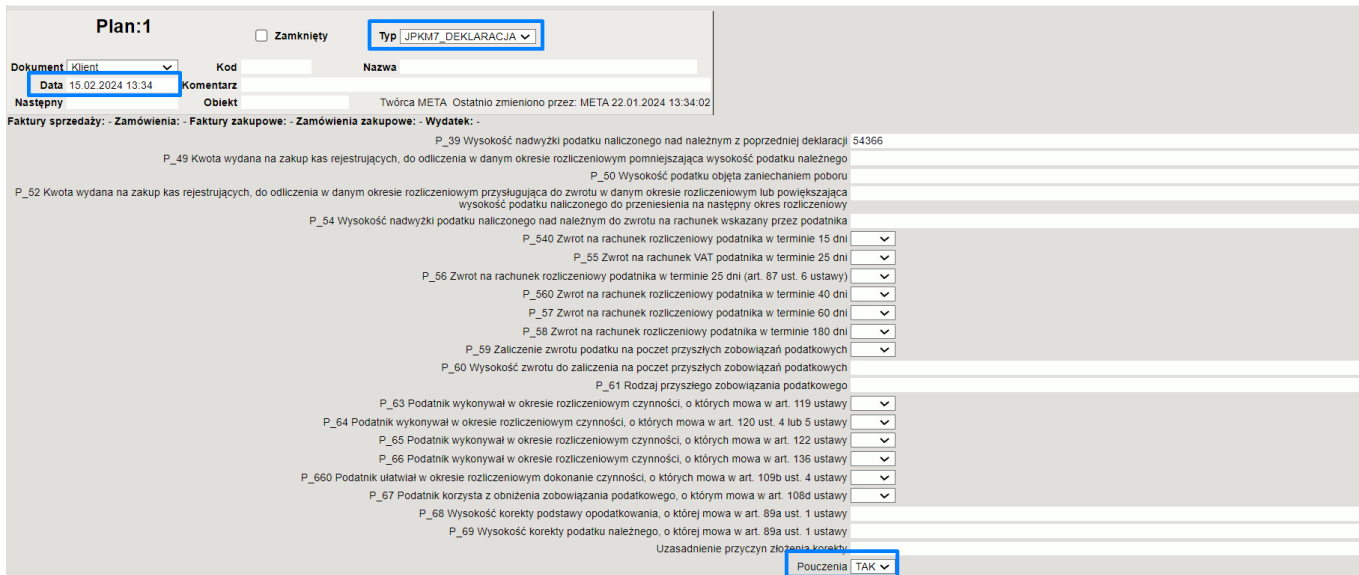 Plan:1
Zamknięty
Typ JPKM7_DEKLARACJA
Dokument Klient Kod Nazwa
Data 15.02.2024 13:34 Komentarz
Następny Obiekt Twórca META Ostatnio zmieniono przez: META 22.01.2024 13:34:02
Faktury sprzedaży: - Zamówienia: - Faktury zakupowe: - Zamówienia zakupowe: - Wydatek: -
P_39 Wysokość nadwyżki podatku naliczonego nad należnym z poprzedniej deklaracji 54366
P_49 Kwota wydana na zakup kas rejestrujących, do odliczenia w danym okresie rozliczeniowym pomniejszająca wysokość podatku należnego
P_50 Wysokość podatku objęta zaniechaniem poboru
P_52 Kwota wydana na zakup kas rejestrujących, do odliczenia w danym okresie rozliczeniowym przysługująca do zwrotu w danym okresie rozliczeniowym lub powiększająca
wysokość podatku naliczonego do przeniesienia na następny okres rozliczeniowy
P_54 Wysokość nadwyżki podatku naliczonego nad należnym do zwrotu na rachunek wskazany przez podatnika
P_540 Zwrot na rachunek rozliczeniowy podatnika w terminie 15 dni
P_55 Zwrot na rachunek VAT podatnika w terminie 25 dni
P_56 Zwrot na rachunek rozliczeniowy podatnika w terminie 25 dni (art. 87 ust. 6 ustawy)
P_560 Zwrot na rachunek rozliczeniowy podatnika w terminie 40 dni
P_57 Zwrot na rachunek rozliczeniowy podatnika w terminie 60 dni
P_58 Zwrot na rachunek rozliczeniowy podatnika w terminie 180 dni
P_59 Zaliczenie zwrotu podatku na poczet przyszłych zobowiązań podatkowych
P_60 Wysokość zwrotu do zaliczenia na poczet przyszłych zobowiązań podatkowych
P_61 Rodzaj przyszłego zobowiązania podatkowego
P_63 Podatnik wykonywał w okresie rozliczeniowym czynności, o których mowa w art. 119 ustawy
P_64 Podatnik wykonywał w okresie rozliczeniowym czynności, o których mowa w art. 120 ust. 4 lub 5 ustawy
P_65 Podatnik wykonywał w okresie rozliczeniowym czynności, o których mowa w art. 122 ustawy
P_66 Podatnik wykonywał w okresie rozliczeniowym czynności, o których mowa w art. 136 ustawy
P_660 Podatnik ułatwiał w okresie rozliczeniowym dokonanie czynności, o których mowa w art. 109b ust. 4 ustawy
P_67 Podatnik korzysta z obniżenia zobowiązania podatkowego, o którym mowa w art. 108d ustawy
P_68 Wysokość korekty podstawy opodatkowania, o której mowa w art. 89a ust. 1 ustawy
P_69 Wysokość korekty podatku należnego, o której mowa w art. 89a ust. 1 ustawy
Uzasadnienie przyczyn złożenia korekty
Pouczenia TAK